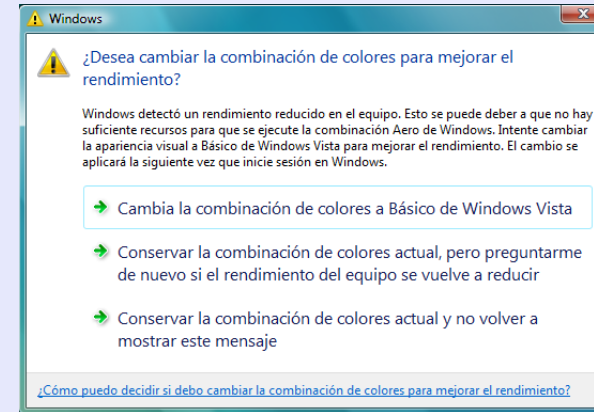 Windows
¿Desea cambiar la combinación de colores para mejorar el
rendimiento?
Windows detectó un rendimiento reducido en el equipo. Esto se puede deber a que no hay
suficiente recursos para que se ejecute la combinación Aero de Windows. Intente cambiar
la apariencia visual a Básico de Windows Vista para mejorar el rendimiento. El cambio se
aplicará la siguiente vez que inicie sesión en Windows.
Cambia la combinación de colores a Básico de Windows Vista
Conservar la combinación de colores actual, pero preguntarme
de nuevo si el rendimiento del equipo se vuelve a reducir
Conservar la combinación de colores actual y no volver a
mostrar este mensaje
¿Cómo puedo decidir si debo cambiar la combinación de colores para mejorar el rendimiento?